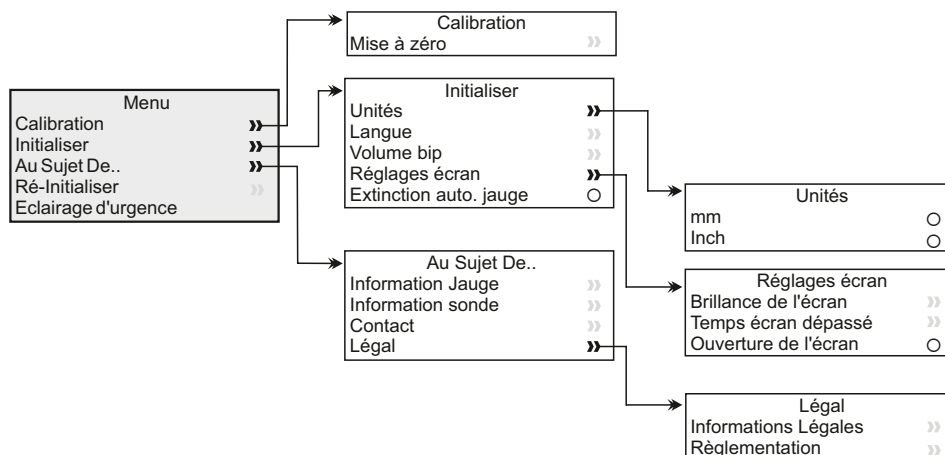 Menu
Calibration
Initialiser
Au Sujet De..
Ré-Initialiser
Eclairage d'urgence
Calibration
Mise à zéro
Initialiser
Unités
Langue
Volume bip
Réglages écran
Extinction auto. jauge
Au Sujet De..
Information Jauge
Information sonde
Contact
Légal
Unités
mm
Inch
Réglages écran
Brillance de l'écran
Temps écran dépassé
Ouverture de l'écran
Légal
Informations Légales
Règlementation